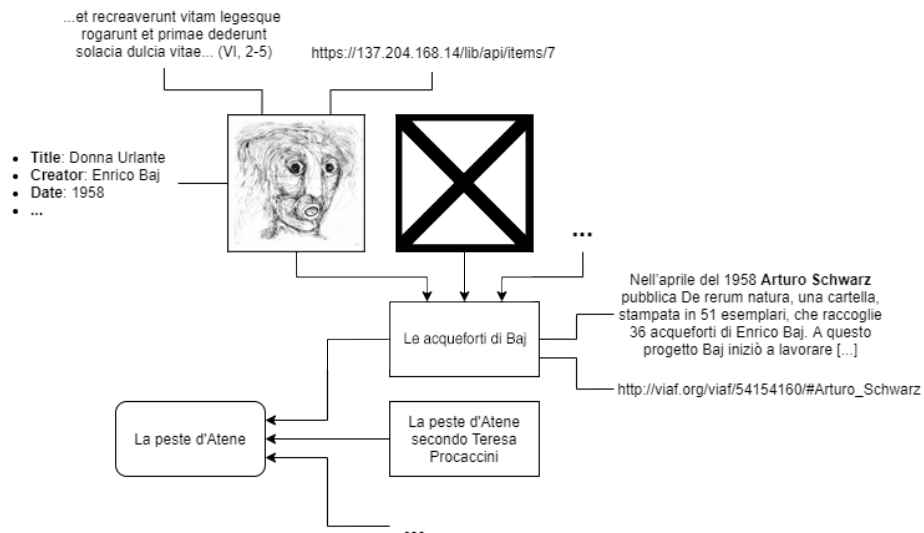 ...et recreaverunt vitam legesque
rogarunt et primae dederunt
solacia dulcia vitae... (VI, 2-5)
https://137.204.168.14/lib/api/items/7
• Title: Donna Urlante
• Creator: Enrico Baj
• Date: 1958
• ...
...
Nell'aprile del 1958 Arturo Schwarz
pubblica De rerum natura, una cartella,
stampata in 51 esemplari, che raccoglie
36 acqueforti di Enrico Baj. A questo
progetto Baj iniziò a lavorare [...]
Le acqueforti di Baj
http://viaf.org/viaf/54154160/#Arturo_Schwarz
La peste d'Atene
La peste d'Atene
secondo Teresa
Procaccini
...